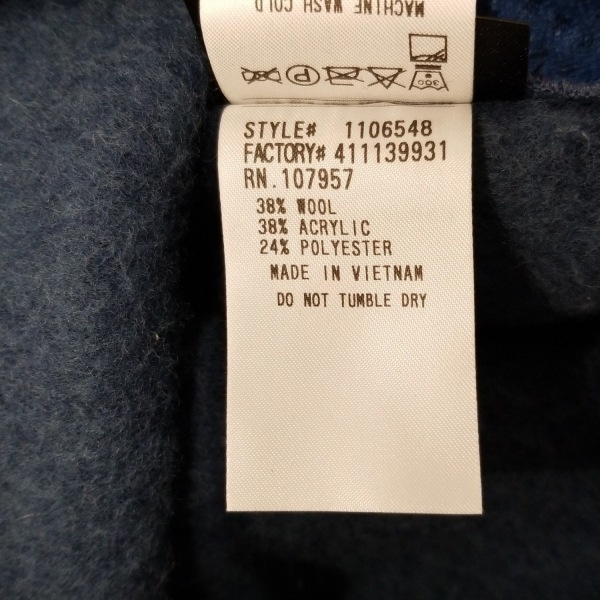 MACHINE WASH COLD
30C
P
STYLE# 1106548
FACTORY# 411139931
RN.107957
38% WOOL
38% ACRYLIC
24% POLYESTER
MADE IN VIETNAM
DO NOT TUMBLE DRY